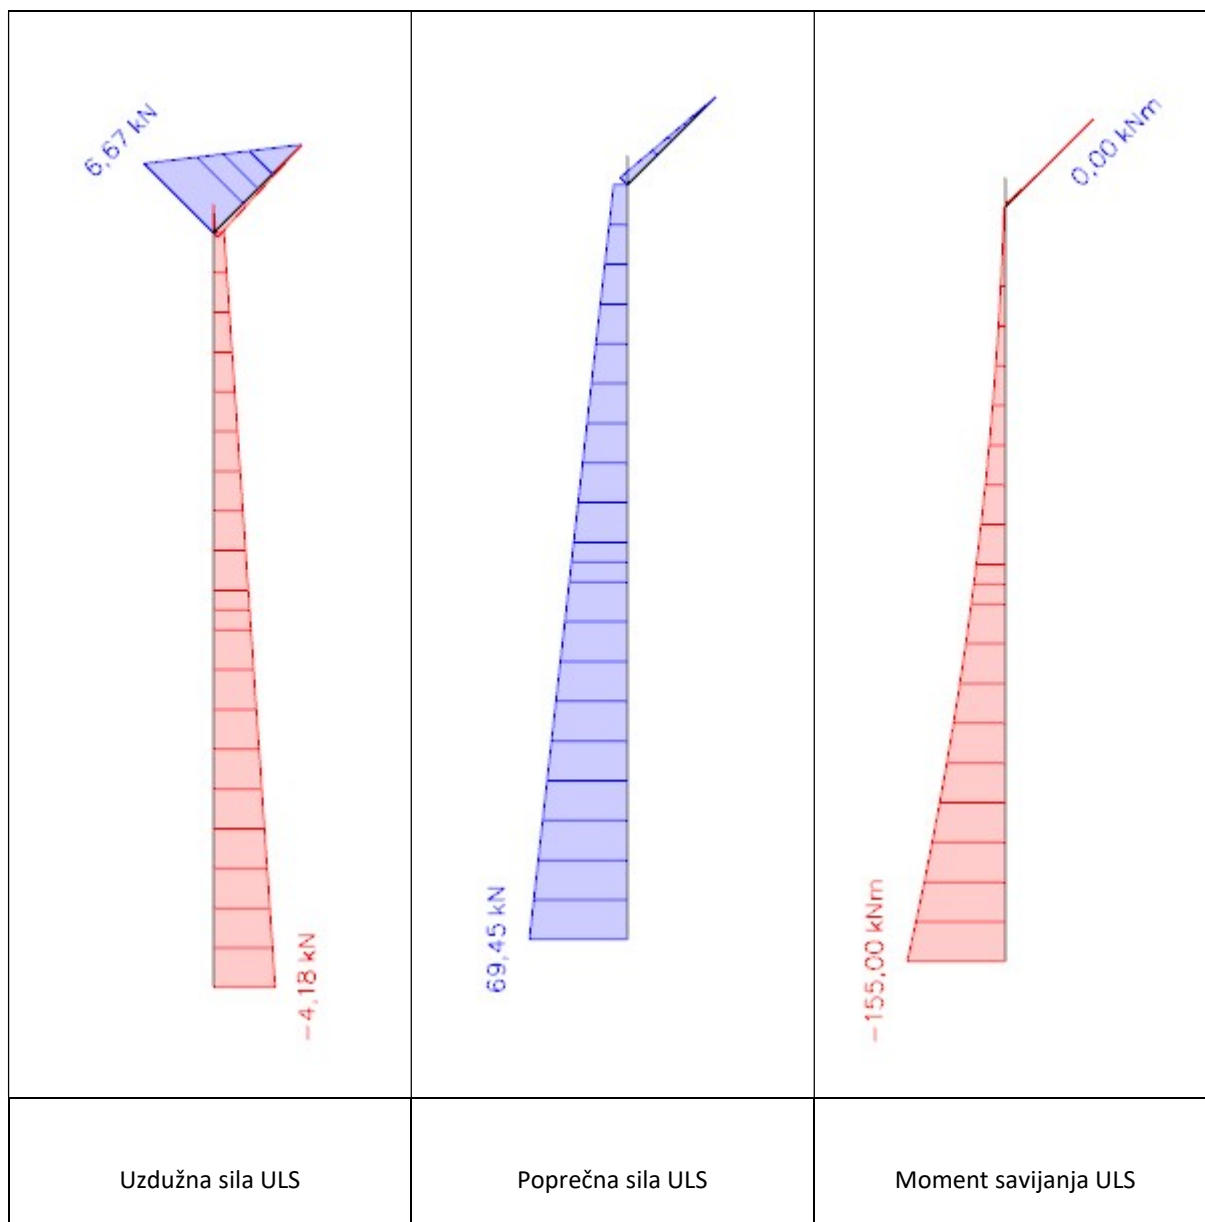 6,67 kN
−4,18 kN
69,45 kN
0,00 kNm
−155,00 kNm
Uzdužna sila ULS
Poprečna sila ULS
Moment savijanja ULS